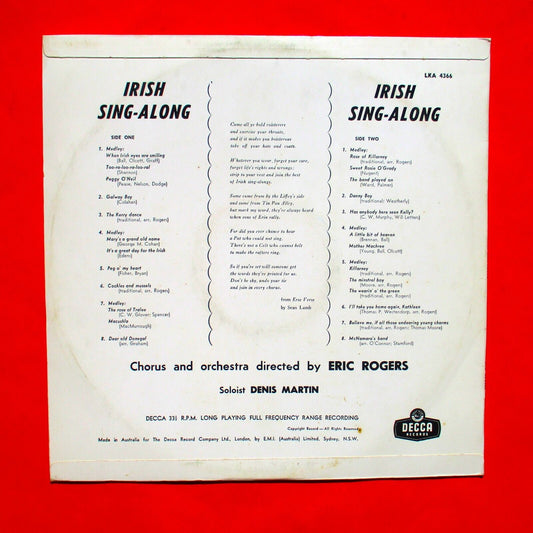 LKA 4366
IRISH
SING-ALONG
SIDE ONE
1. Medley:
When Irish eyes are smiling
(Ball, Olcott, Graff)
Too-ra-loo-ra-loo-ral
(Shannon)
Peggy O'Neil
(Pease, Nelson, Dodge)
2. Galway Bay
(Colahan)
3. The Kerry dance
(traditional, arr. Rogers)
4. Medley:
Mary's a grand old name
(George M. Cohan)
It's a great day for the Irish
(Edens)
5. Peg o' my heart
(Fisher, Bryan)
6. Cockles and mussels
(traditional, arr. Rogers)
7. Medley:
The rose of Tralee
(C. W. Glover; Spencer)
Macushla
(MacMurrough)
8. Dear old Donegal
(arr. Graham)
Come all ye bold roisterers
and exercise your throats,
and if it makes you boisterous
take off your hats and coats.
Whatever you wear, forget your care,
forget life's rights and wrongs:
strip to your vest and join the best
of Irish sing-alongs.
Some come from by the Liffey's side
and some from Tin Pan Alley,
but mark you word, they're always heard
when sons of Erin rally.
For did you ever chance to hear
a Pat who could not sing.
There's not a Celt who cannot belt
to make the rafters ring.
So if you've not will someone get
the words they're printed for us.
Don't be shy, undo your tie
and join in every chorus.
from Erse Verse
by Sean Lamb
IRISH
SING-ALONG
SIDE TWO
1. Medley:
Rose of Killarney
(traditional, arr. Rogers)
Sweet Rosie O'Grady
(Nugent)
The band played on
(Ward, Palmer)
2. Danny Boy
(traditional; Weatherly)
3. Has anybody here seen Kelly?
(C. W. Murphy, Will Letters)
4. Medley:
A little bit of heaven
(Brennan, Ball)
Mother Machree
(Young, Ball, Olcott)
5. Medley:
Killarney
(traditional, arr. Rogers)
The minstrel boy
(Moore, arr. Rogers)
The wearin' o' the green
(traditional, arr. Rogers)
6. I'll take you home again, Kathleen
(Thomas P. Westendorp, arr. Rogers)
7. Believe me, if all those endearing young charms
(traditional, arr. Rogers; Thomas Moore)
8. McNamara's band
(arr. O'Connor; Stamford)
Chorus and orchestra directed by ERIC ROGERS
Soloist DENIS MARTIN
DECCA 33⅓ R.P.M. LONG PLAYING FULL FREQUENCY RANGE RECORDING
Copyright Record — All Rights Reserved
Made in Australia for The Decca Record Company Ltd., London, by E.M.I. (Australia) Limited, Sydney, N.S.W.
DECCA
RECORDS